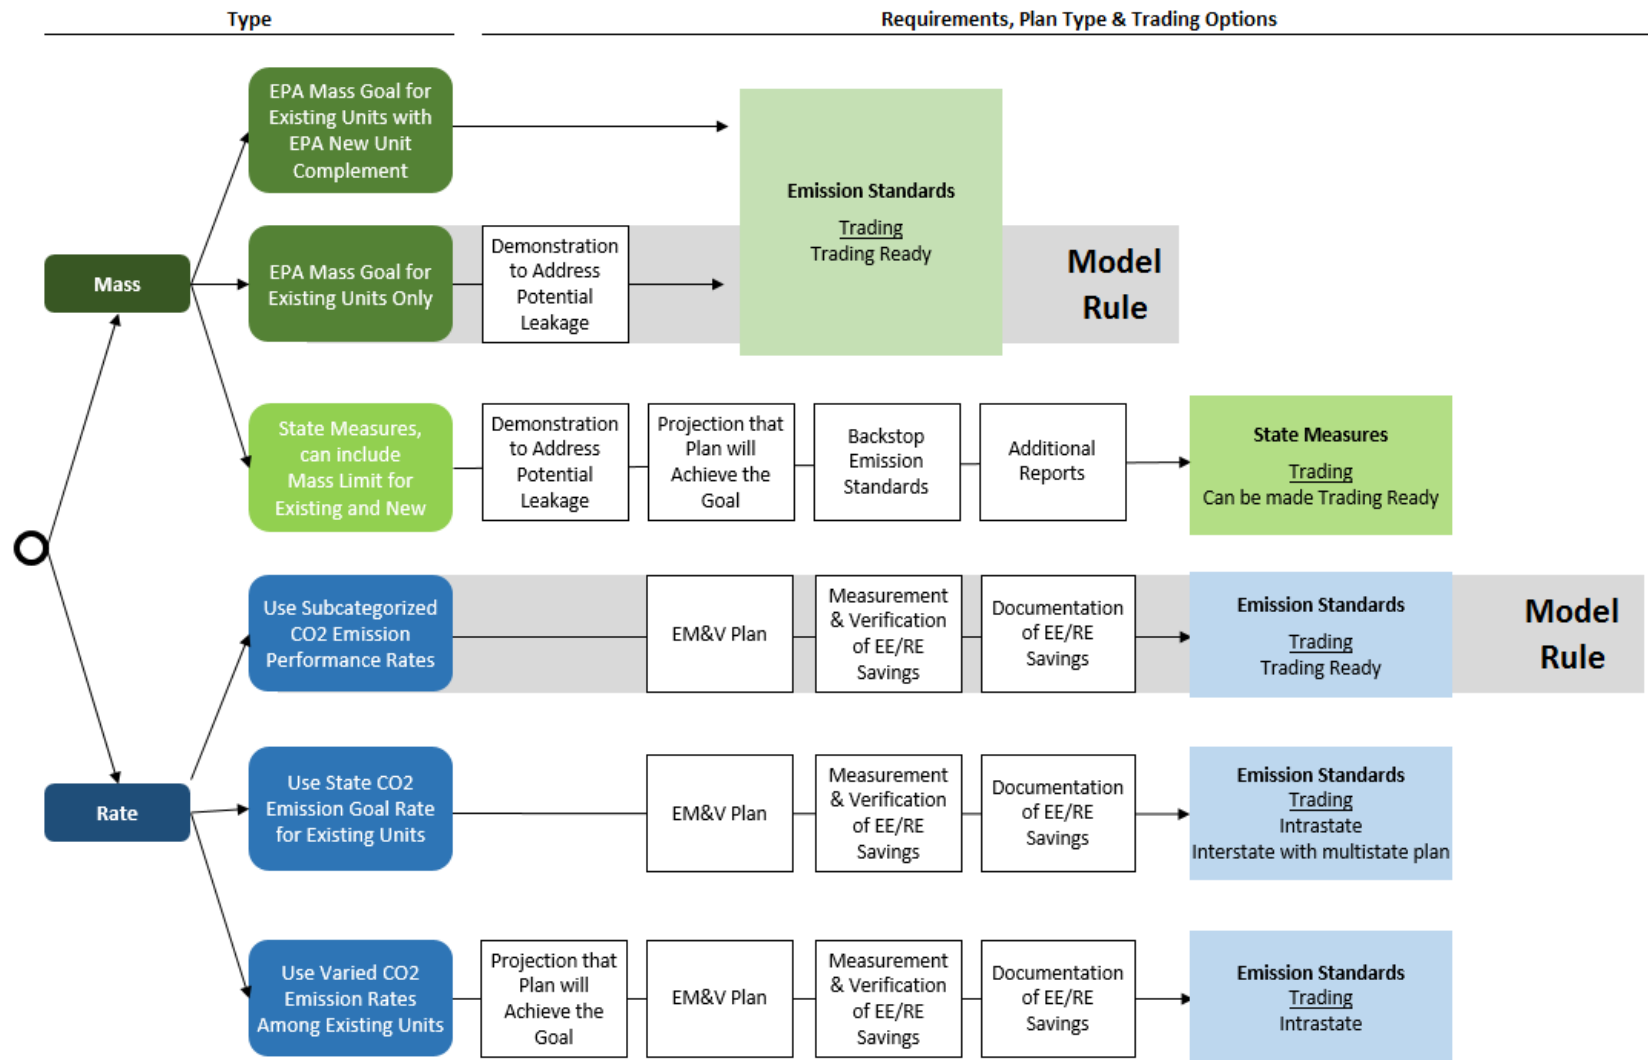 Type
Requirements, Plan Type & Trading Options
EPA Mass Goal for
Existing Units with
EPA New Unit
Complement
Emission Standards
Trading
Trading Ready
Mass
EPA Mass Goal for
Existing Units Only
Demonstration
to Address
Potential
Leakage
Model
Rule
State Measures,
can include
Mass Limit for
Existing and New
Demonstration
to Address
Potential
Leakage
Projection that
Plan will
Achieve the
Goal
Backstop
Emission
Standards
Additional
Reports
State Measures
Trading
Can be made Trading Ready
Use Subcategorized
CO2 Emission
Performance Rates
EM&V Plan
Measurement
& Verification
of EE/RE
Savings
Documentation
of EE/RE
Savings
Emission Standards
Trading
Trading Ready
Model
Rule
Rate
Use State CO2
Emission Goal Rate
for Existing Units
EM&V Plan
Measurement
& Verification
of EE/RE
Savings
Documentation
of EE/RE
Savings
Emission Standards
Trading
Intrastate
Interstate with multistate plan
Use Varied CO2
Emission Rates
Among Existing Units
Projection that
Plan will
Achieve the
Goal
EM&V Plan
Measurement
& Verification
of EE/RE
Savings
Documentation
of EE/RE
Savings
Emission Standards
Trading
Intrastate